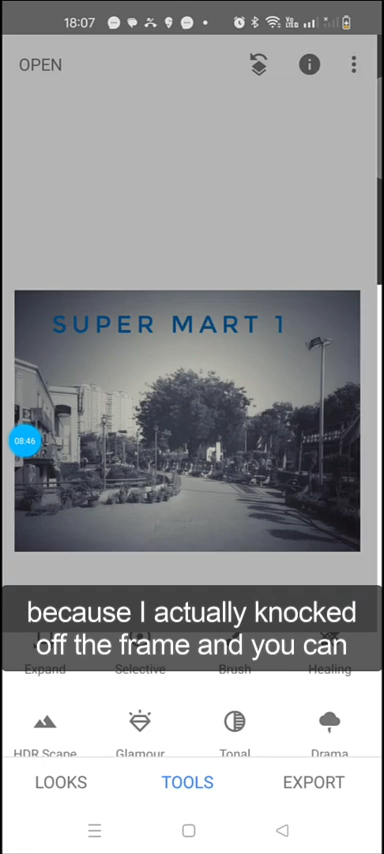 18:07
OPEN
SUPER MART 1
08:46
because I actually knocked
off the frame and you can
Expand Selective Brush Healing
HDR Scape Glamour Tonal Drama
LOOKS TOOLS EXPORT